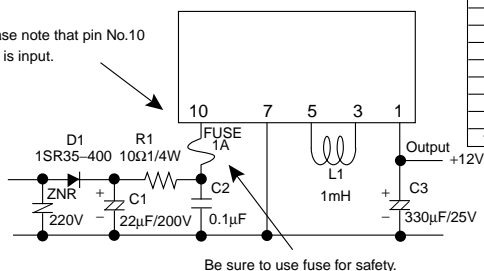 ase note that pin No.10
is input.
10 7 5 3 1
FUSE
1A
D1
1SR35–400
R1
10Ω1/4W
Output
+12V
L1
1mH
ZNR
220V
+
–
C1
22µF/200V
C2
0.1µF
+
–
C3
330µF/25V
Be sure to use fuse for safety.